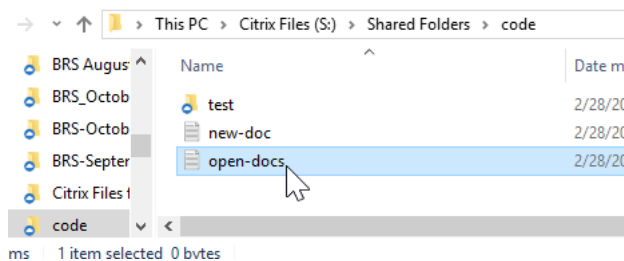 This PC > Citrix Files (S:) > Shared Folders > code
BRS Augus
BRS_Octob
BRS-Octob
BRS-Septer
Citrix Files f
code
Name
Date m
test
2/28/20
new-doc
2/28/20
open-docs
2/28/20
ms
1 item selected 0 bytes